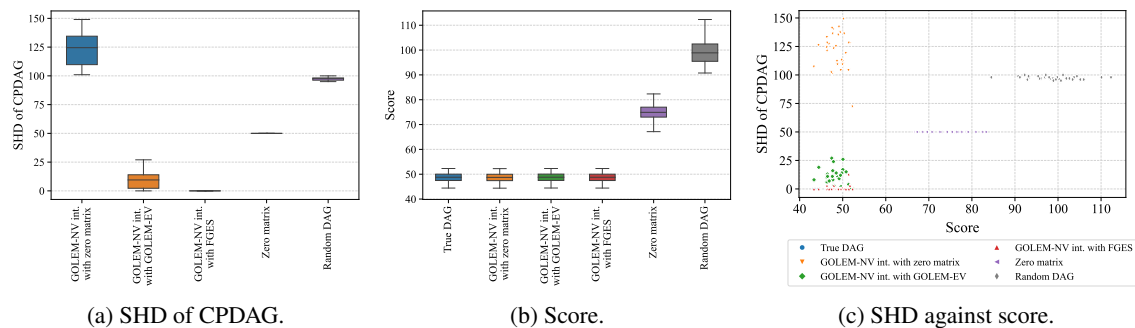 150
125
100
75
50
25
0
SHD of CPDAG
GOLEM-NV int.
with zero matrix
GOLEM-NV int.
with GOLEM-EV
GOLEM-NV int.
with FGES
Zero matrix
Random DAG
(a) SHD of CPDAG.
110
100
90
80
70
60
50
40
Score
True DAG
GOLEM-NV int.
with zero matrix
GOLEM-NV int.
with GOLEM-EV
GOLEM-NV int.
with FGES
Zero matrix
Random DAG
(b) Score.
150
125
100
75
50
25
0
SHD of CPDAG
40 50 60 70 80 90 100 110
Score
True DAG
GOLEM-NV int. with zero matrix
GOLEM-NV int. with GOLEM-EV
GOLEM-NV int. with FGES
Zero matrix
Random DAG
(c) SHD against score.